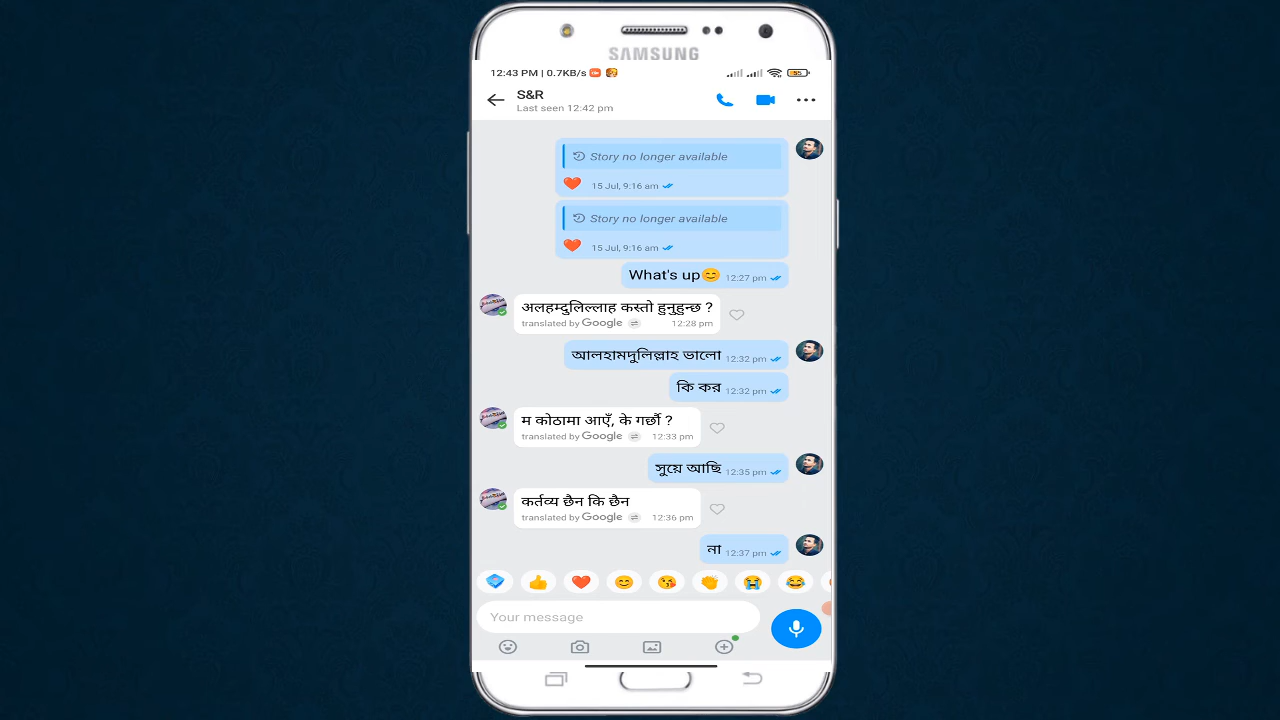 SAMSUNG
12:43 PM | 0.7KB/s
55
S&R
Last seen 12:42 pm
Story no longer available
❤️ 15 Jul, 9:16 am
Story no longer available
❤️ 15 Jul, 9:16 am
What's up😊 12:27 pm
अलहम्दुलिल्लाह कस्तो हुनुहुन्छ ?
translated by Google 12:28 pm
আলহামদুলিল্লাহ ভালো 12:32 pm
কি কর 12:32 pm
म कोठामा आएँ, के गर्छौ ?
translated by Google 12:33 pm
সুয়ে আছি 12:35 pm
कर्तव्य छैन कि छैन
translated by Google 12:36 pm
না 12:37 pm
Your message